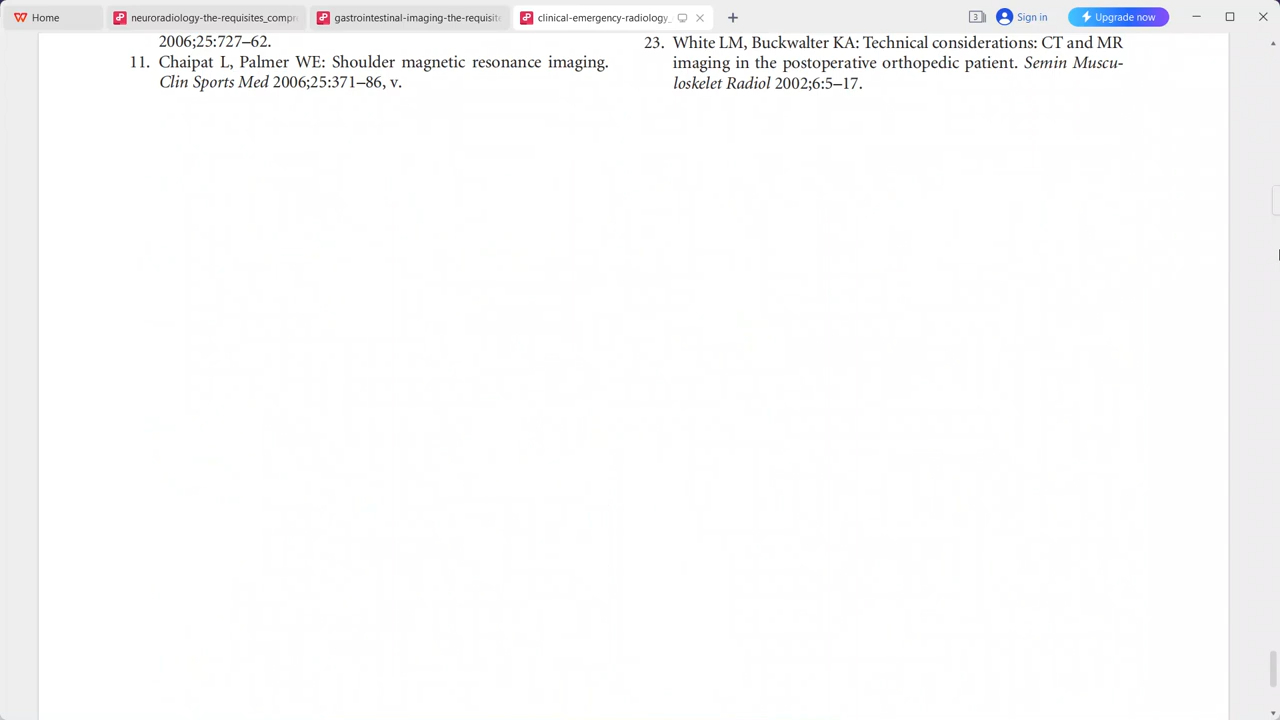 Home
neuroradiology-the-requisites_compr
gastrointestinal-imaging-the-requisite
clinical-emergency-radiology_
3
Sign in
Upgrade now
2006;25:727–62.
11. Chaipat L, Palmer WE: Shoulder magnetic resonance imaging.
Clin Sports Med 2006;25:371–86, v.
23. White LM, Buckwalter KA: Technical considerations: CT and MR
imaging in the postoperative orthopedic patient. Semin Muscu-
loskelet Radiol 2002;6:5–17.